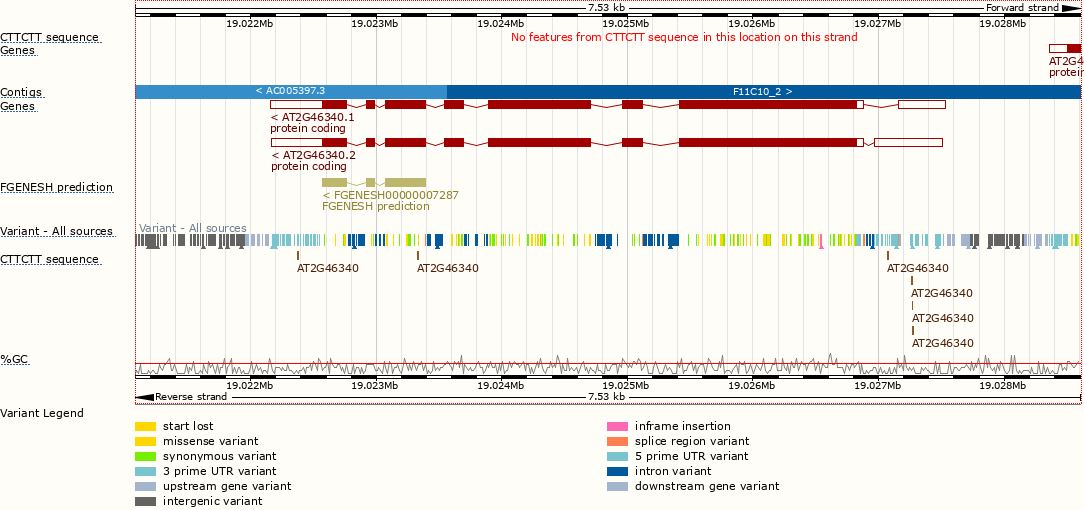 7.53 kb
Forward strand
19.022Mb 19.023Mb 19.024Mb 19.025Mb 19.026Mb 19.027Mb 19.028Mb
CTTCTT sequence
No features from CTTCTT sequence in this location on this strand
Genes
AT2G4
protein
Contigs
< AC005397.3
F11C10_2 >
Genes
< AT2G46340.1
protein coding
< AT2G46340.2
protein coding
FGENESH prediction
< FGENESH00000007287
FGENESH prediction
Variant - All sources
Variant - All sources
CTTCTT sequence
AT2G46340 AT2G46340 AT2G46340
AT2G46340
AT2G46340
AT2G46340
%GC
19.022Mb 19.023Mb 19.024Mb 19.025Mb 19.026Mb 19.027Mb 19.028Mb
Reverse strand
7.53 kb
Variant Legend
start lost
missense variant
synonymous variant
3 prime UTR variant
upstream gene variant
intergenic variant
inframe insertion
splice region variant
5 prime UTR variant
intron variant
downstream gene variant